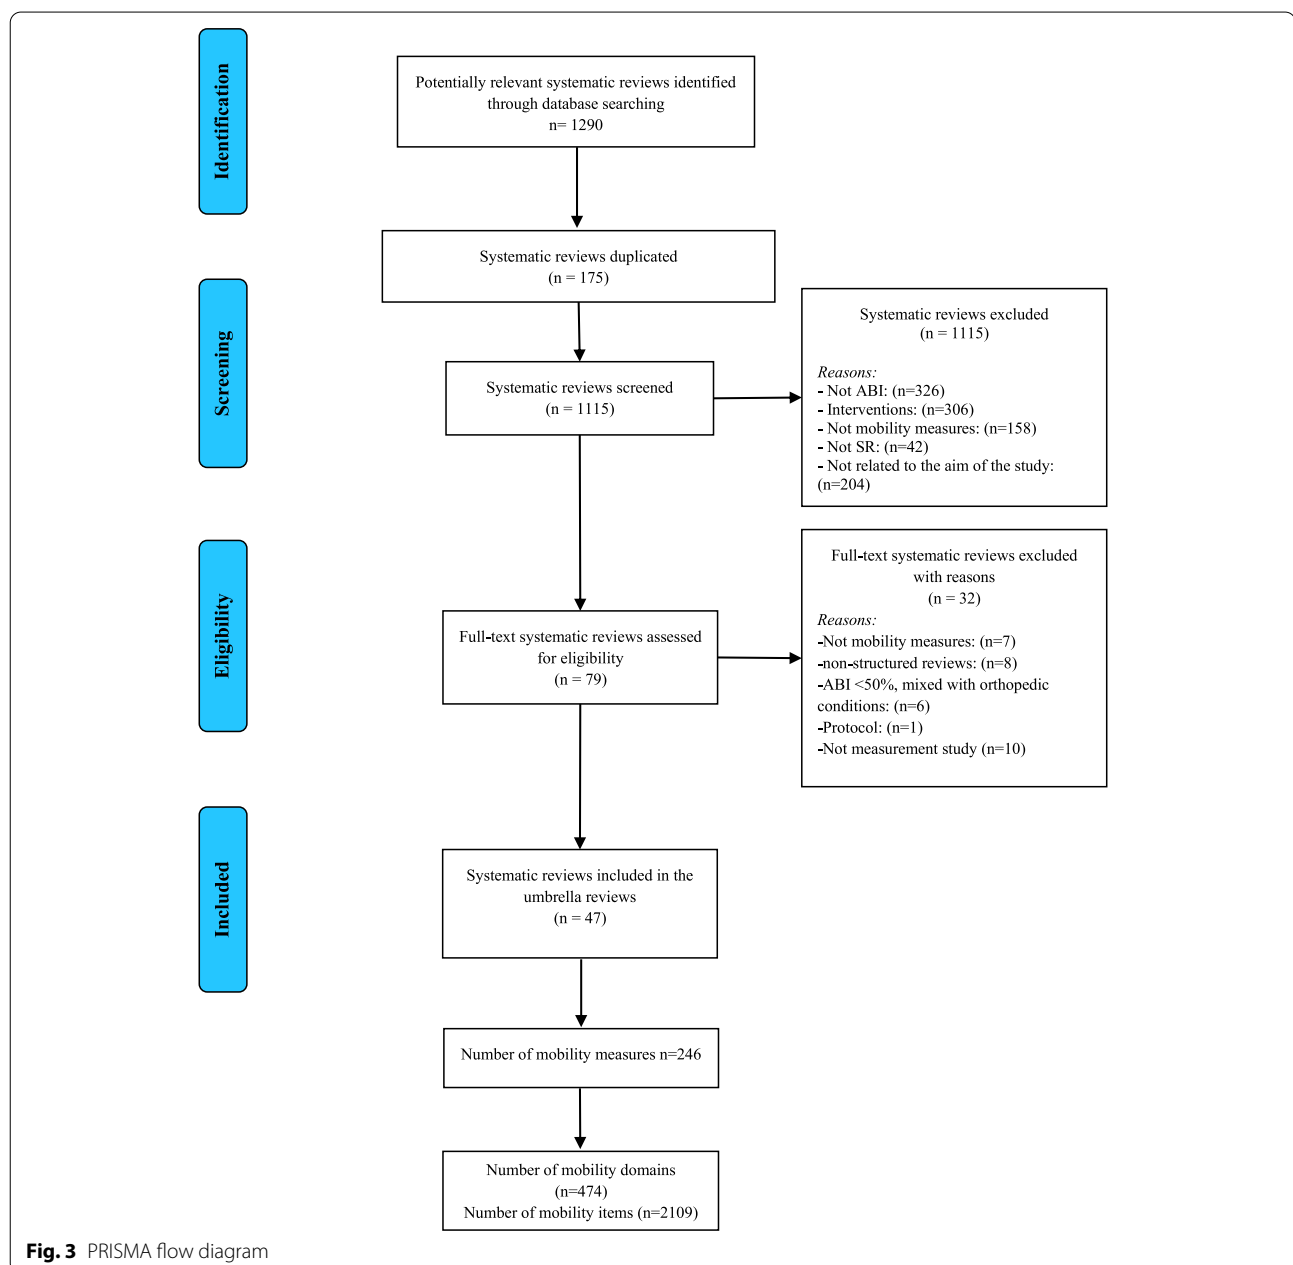 Identification
Potentially relevant systematic reviews identified
through database searching
n= 1290
Systematic reviews duplicated
(n = 175)
Screening
Systematic reviews screened
(n = 1115)
Systematic reviews excluded
(n = 1115)
Reasons:
- Not ABI: (n=326)
- Interventions: (n=306)
- Not mobility measures: (n=158)
- Not SR: (n=42)
- Not related to the aim of the study:
(n=204)
Eligibility
Full-text systematic reviews assessed
for eligibility
(n = 79)
Full-text systematic reviews excluded
with reasons
(n = 32)
Reasons:
-Not mobility measures: (n=7)
-non-structured reviews: (n=8)
-ABI <50%, mixed with orthopedic
conditions: (n=6)
-Protocol: (n=1)
-Not measurement study (n=10)
Included
Systematic reviews included in the
umbrella reviews
(n = 47)
Number of mobility measures n=246
Number of mobility domains
(n=474)
Number of mobility items (n=2109)
Fig. 3 PRISMA flow diagram